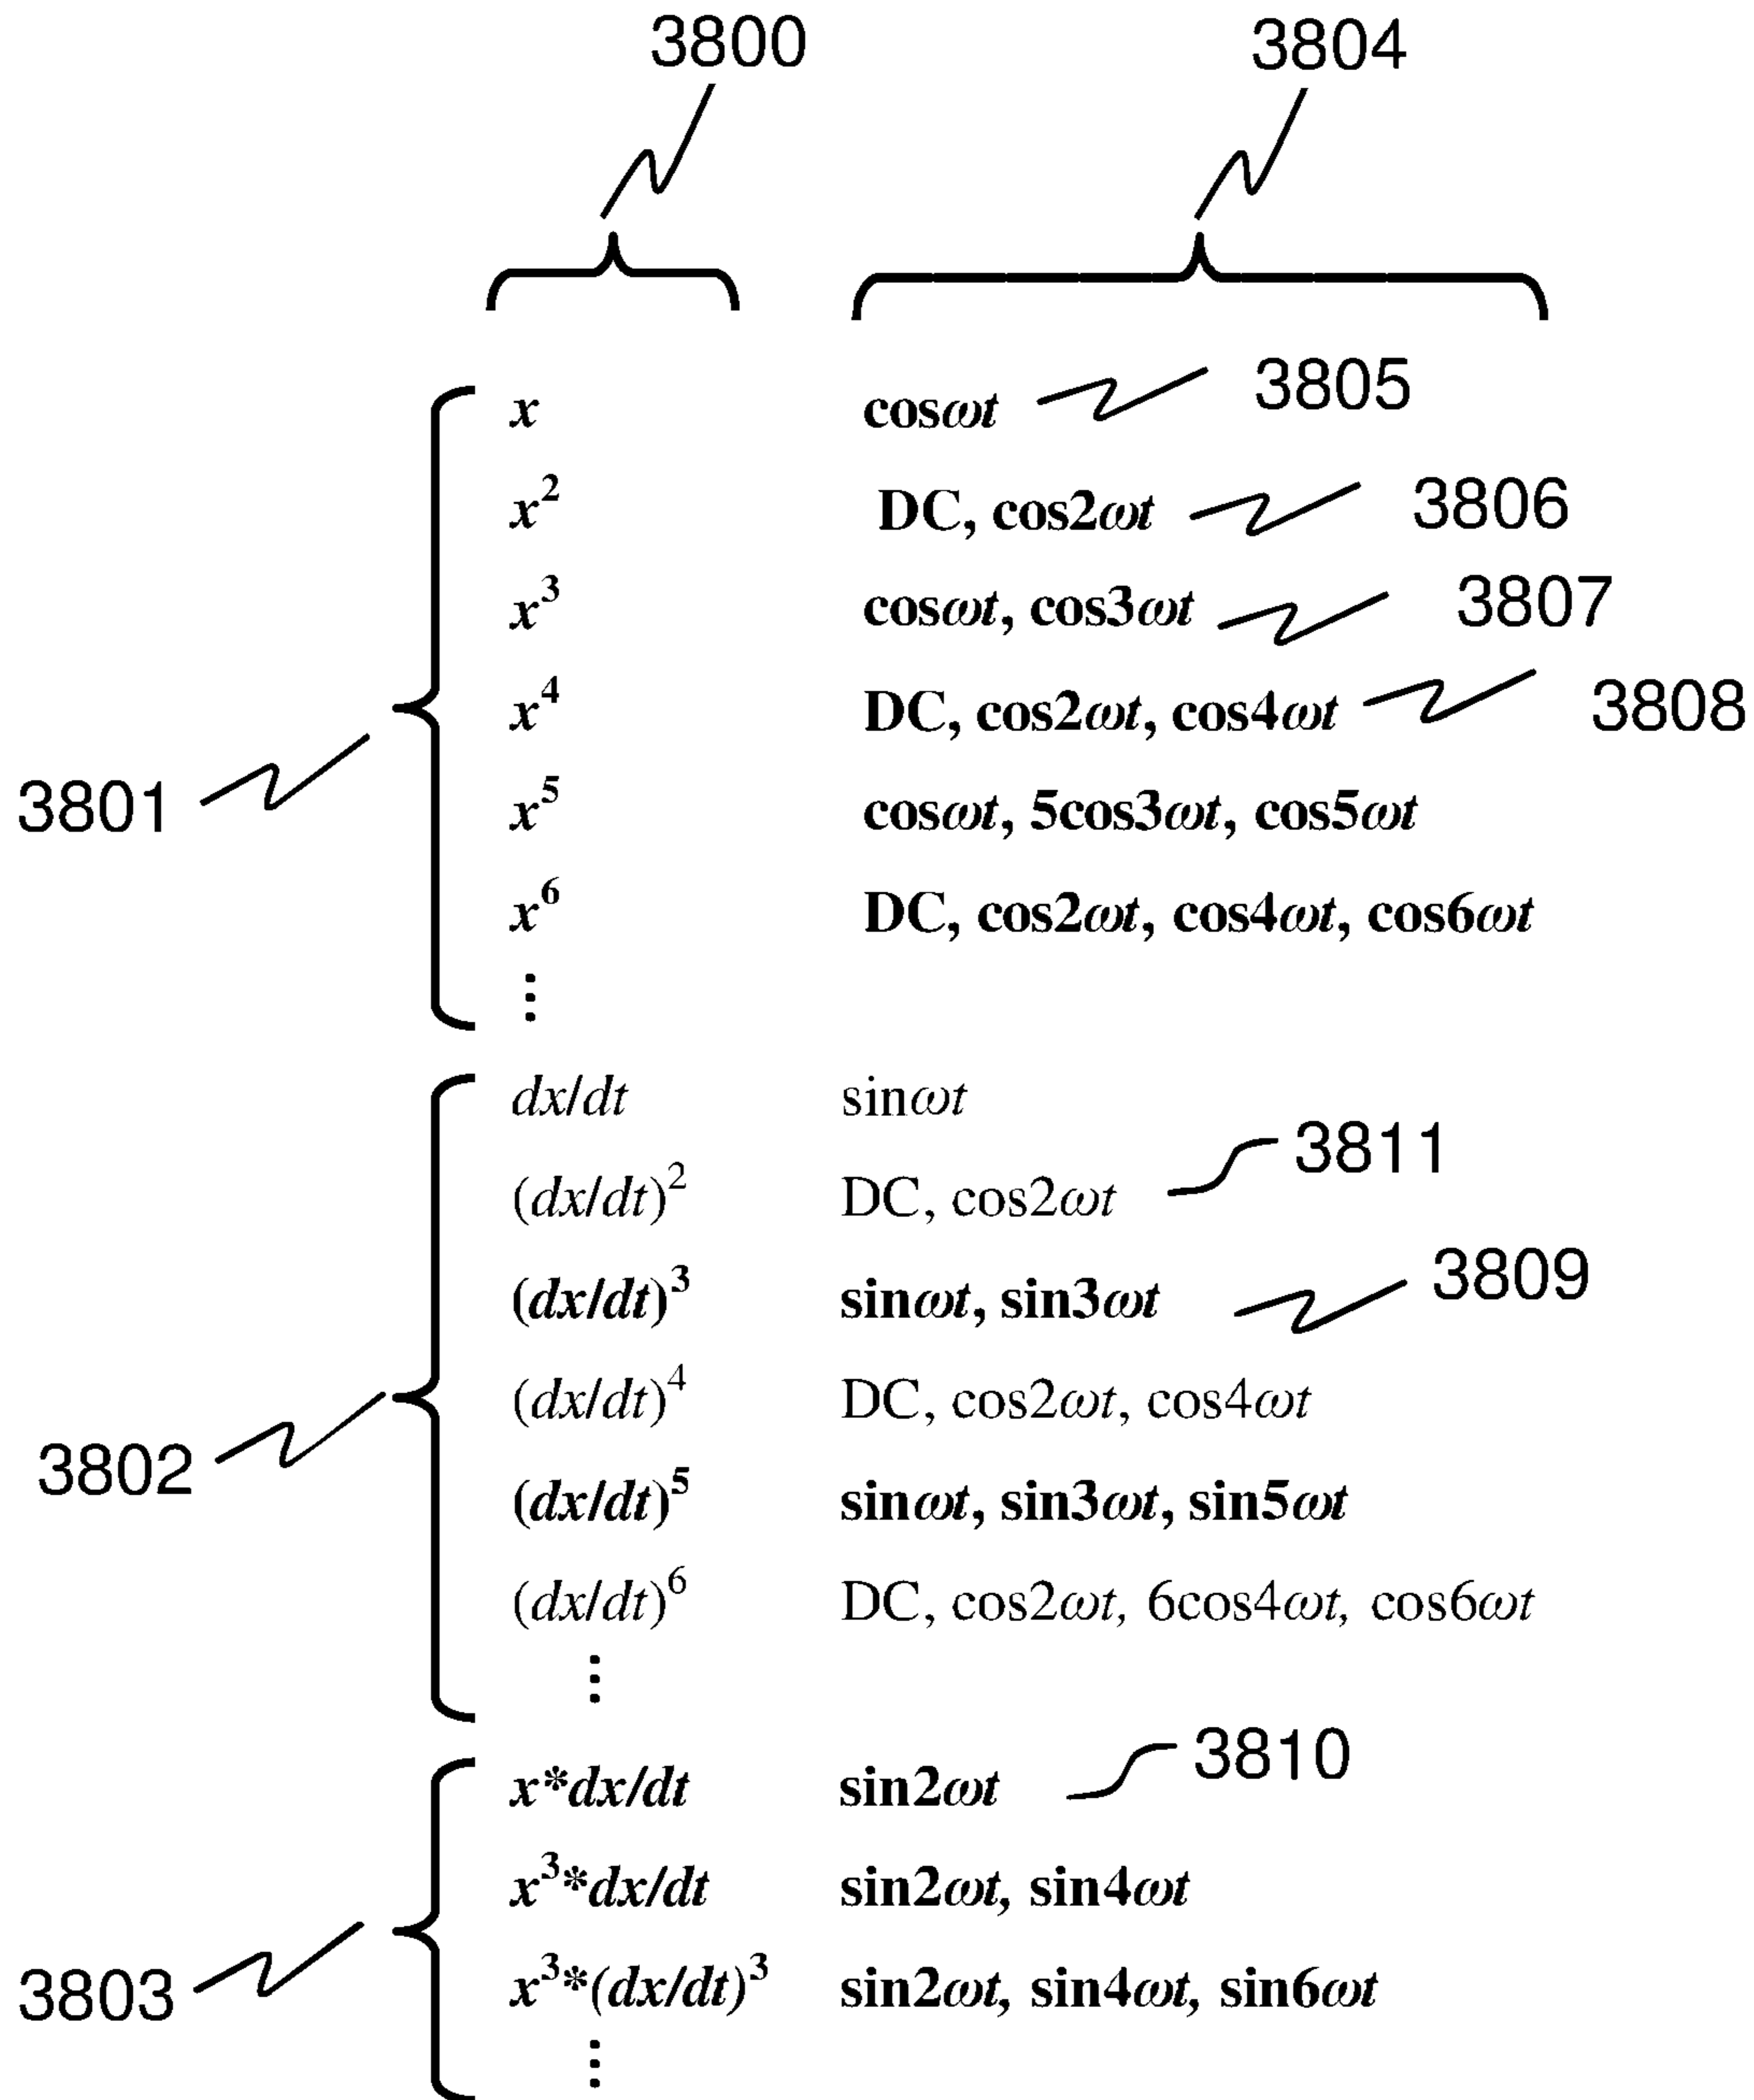 3800 3804
x cosωt 3805
x² DC, cos2ωt 3806
x³ cosωt, cos3ωt 3807
x⁴ DC, cos2ωt, cos4ωt 3808
3801 x⁵ cosωt, 5cos3ωt, cos5ωt
x⁶ DC, cos2ωt, cos4ωt, cos6ωt
⋮
dx/dt sinωt
(dx/dt)² DC, cos2ωt 3811
(dx/dt)³ sinωt, sin3ωt 3809
(dx/dt)⁴ DC, cos2ωt, cos4ωt
3802 (dx/dt)⁵ sinωt, sin3ωt, sin5ωt
(dx/dt)⁶ DC, cos2ωt, 6cos4ωt, cos6ωt
⋮
x*dx/dt sin2ωt 3810
x³*dx/dt sin2ωt, sin4ωt
3803 x³*(dx/dt)³ sin2ωt, sin4ωt, sin6ωt
⋮